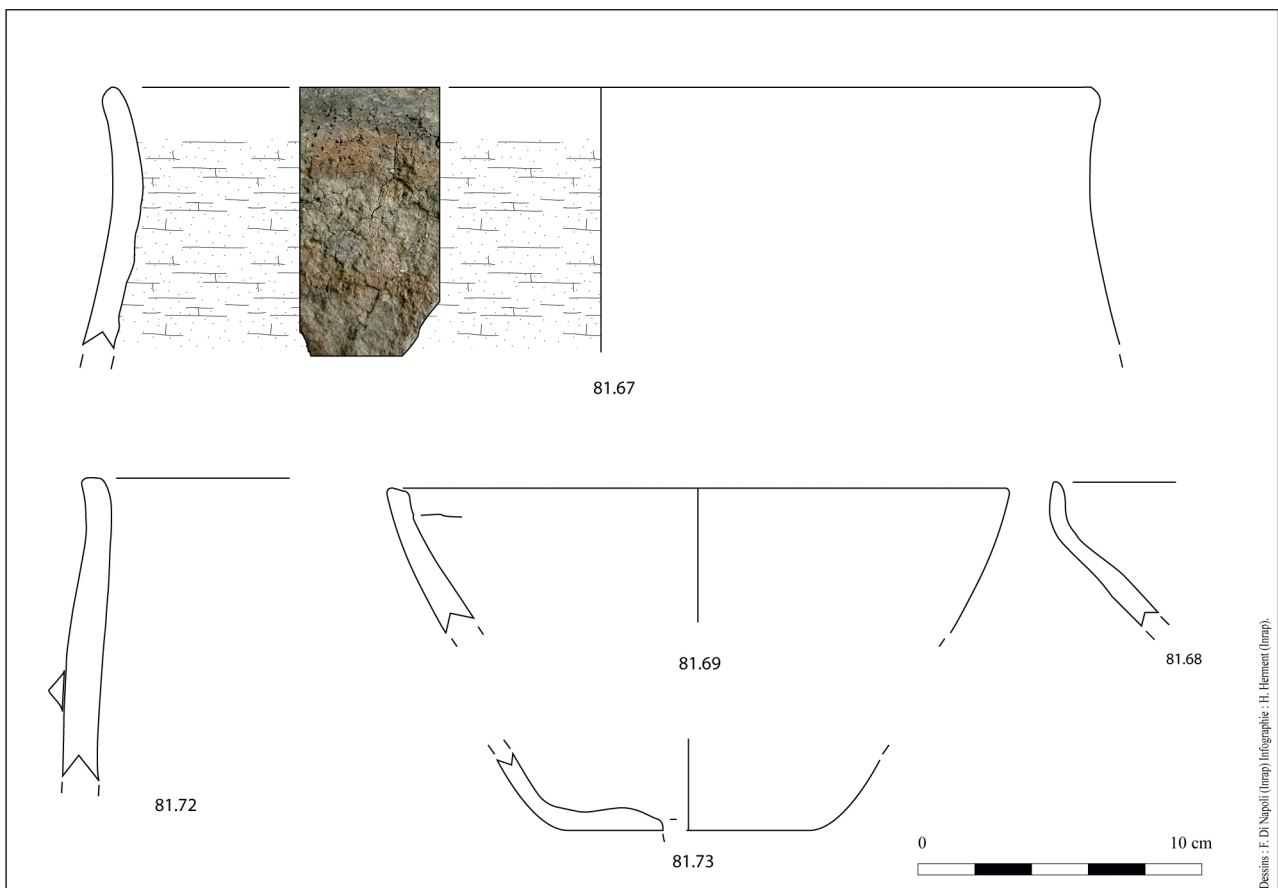 81.67
81.72
81.69
81.68
81.73
0 10 cm
Dessins : F. Di Napoli (Inrap) Infographie : H. Herment (Inrap).